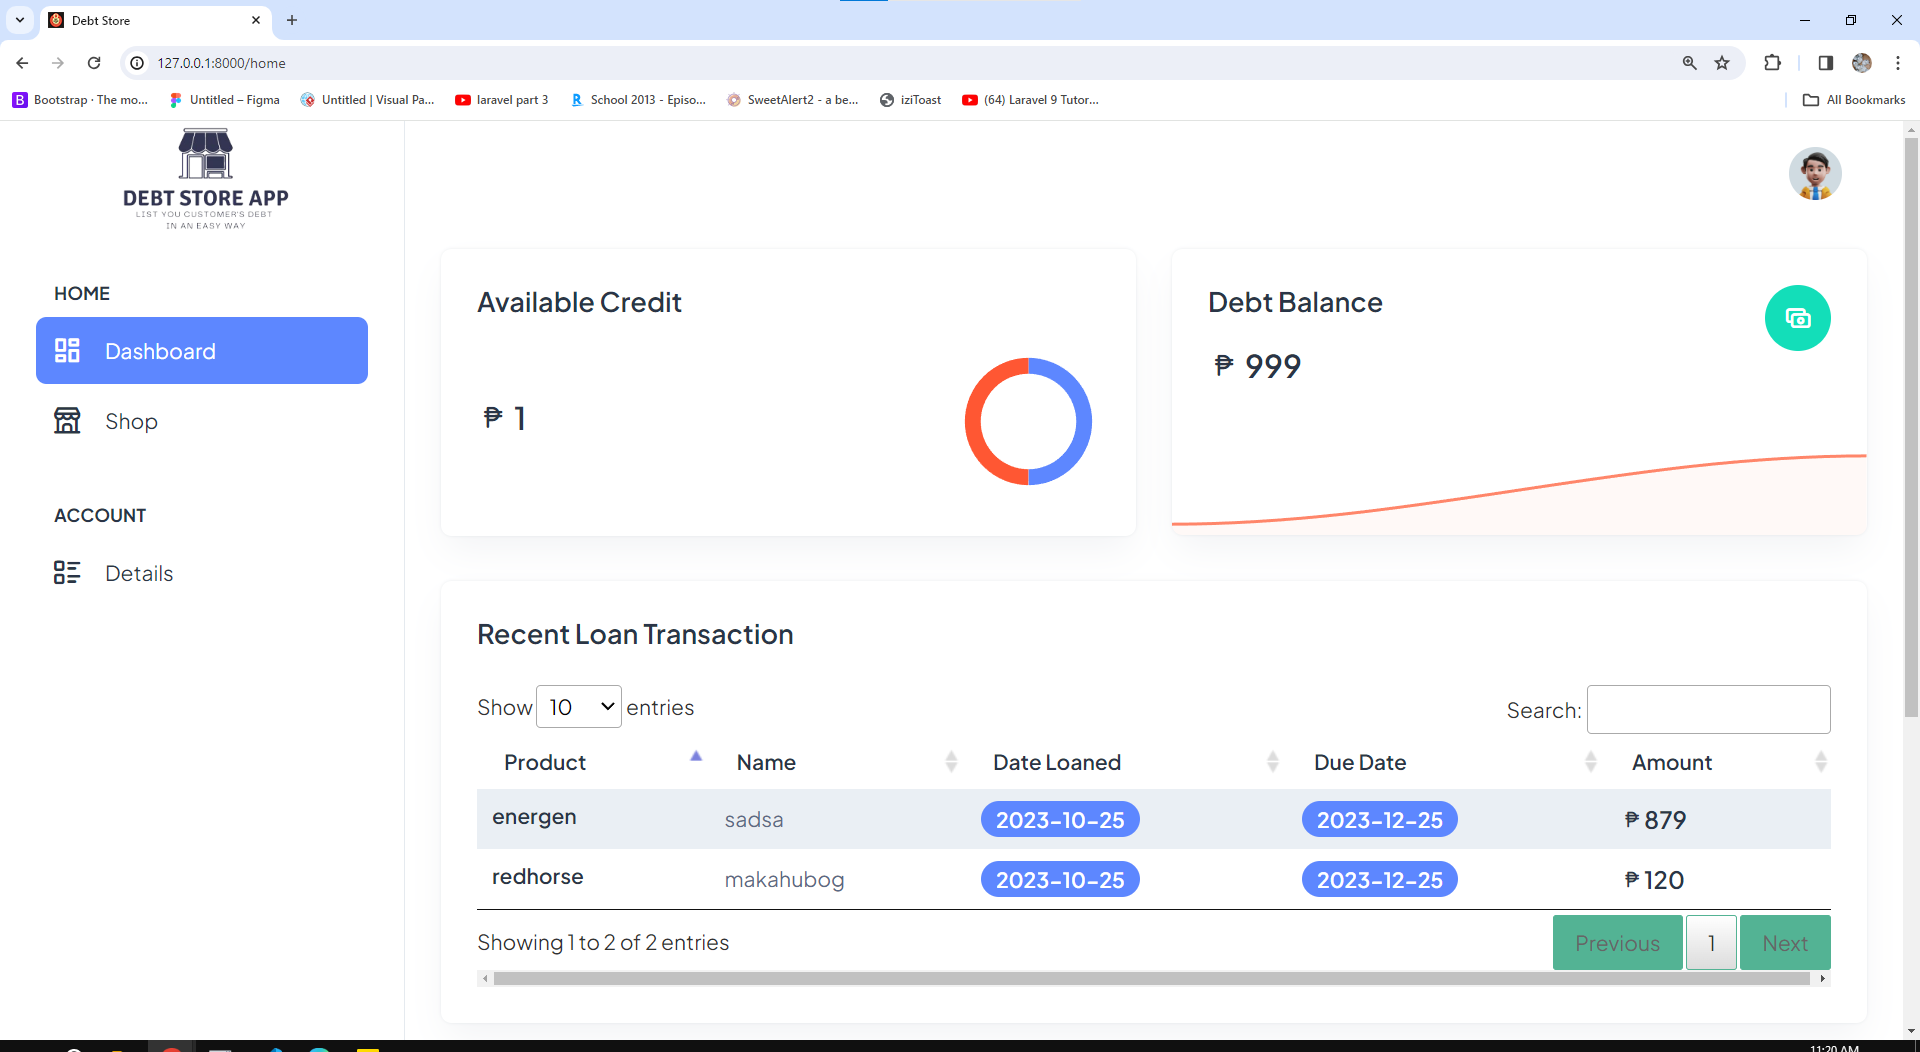 Debt Store
127.0.0.1:8000/home
Bootstrap · The mo...
Untitled – Figma
Untitled | Visual Pa...
laravel part 3
School 2013 - Episo...
SweetAlert2 - a be...
iziToast
(64) Laravel 9 Tutor...
All Bookmarks
DEBT STORE APP
LIST YOU CUSTOMER'S DEBT
IN AN EASY WAY
HOME
Dashboard
Shop
ACCOUNT
Details
Available Credit
₱ 1
Debt Balance
₱ 999
Recent Loan Transaction
Show 10 entries
Search:
Product Name Date Loaned Due Date Amount
energen sadsa 2023-10-25 2023-12-25 ₱ 879
redhorse makahubog 2023-10-25 2023-12-25 ₱ 120
Showing 1 to 2 of 2 entries
Previous 1 Next
11:20 AM